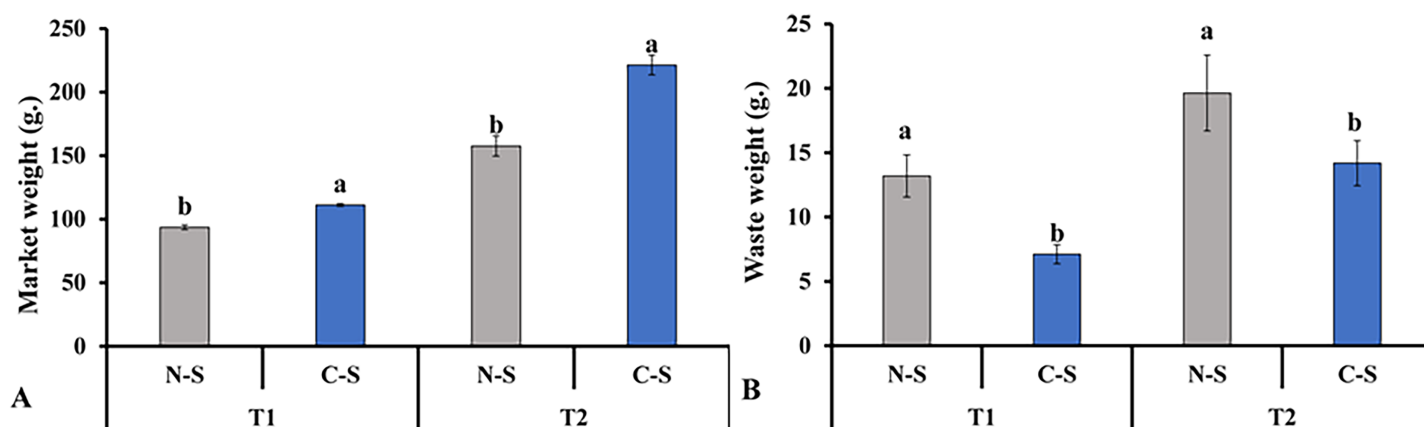 Market weight (g.)
250
200
150
100
50
0
b
a
b
a
N-S
C-S
N-S
C-S
T1
T2
A
Waste weight (g.)
25
20
15
10
5
0
a
b
a
b
N-S
C-S
N-S
C-S
T1
T2
B